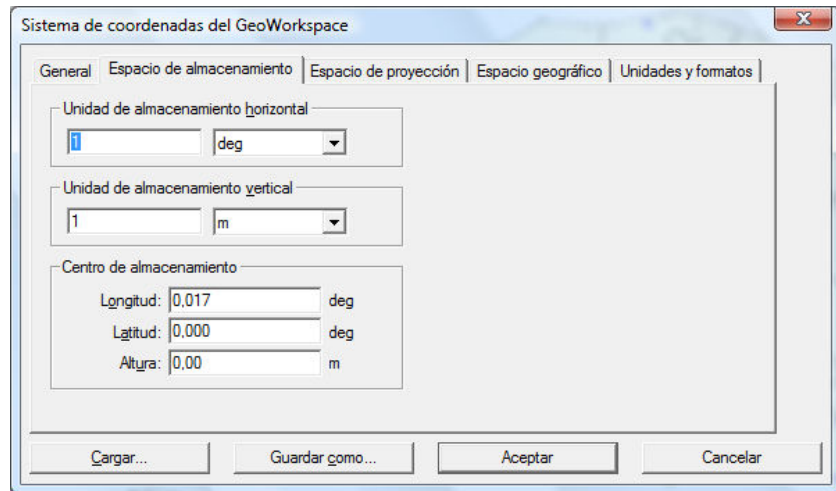 Sistema de coordenadas del GeoWorkspace
General Espacio de almacenamiento Espacio de proyección Espacio geográfico Unidades y formatos
Unidad de almacenamiento horizontal
1 deg
Unidad de almacenamiento vertical
1 m
Centro de almacenamiento
Longitud: 0,017 deg
Latitud: 0,000 deg
Altura: 0,00 m
Cargar... Guardar como... Aceptar Cancelar